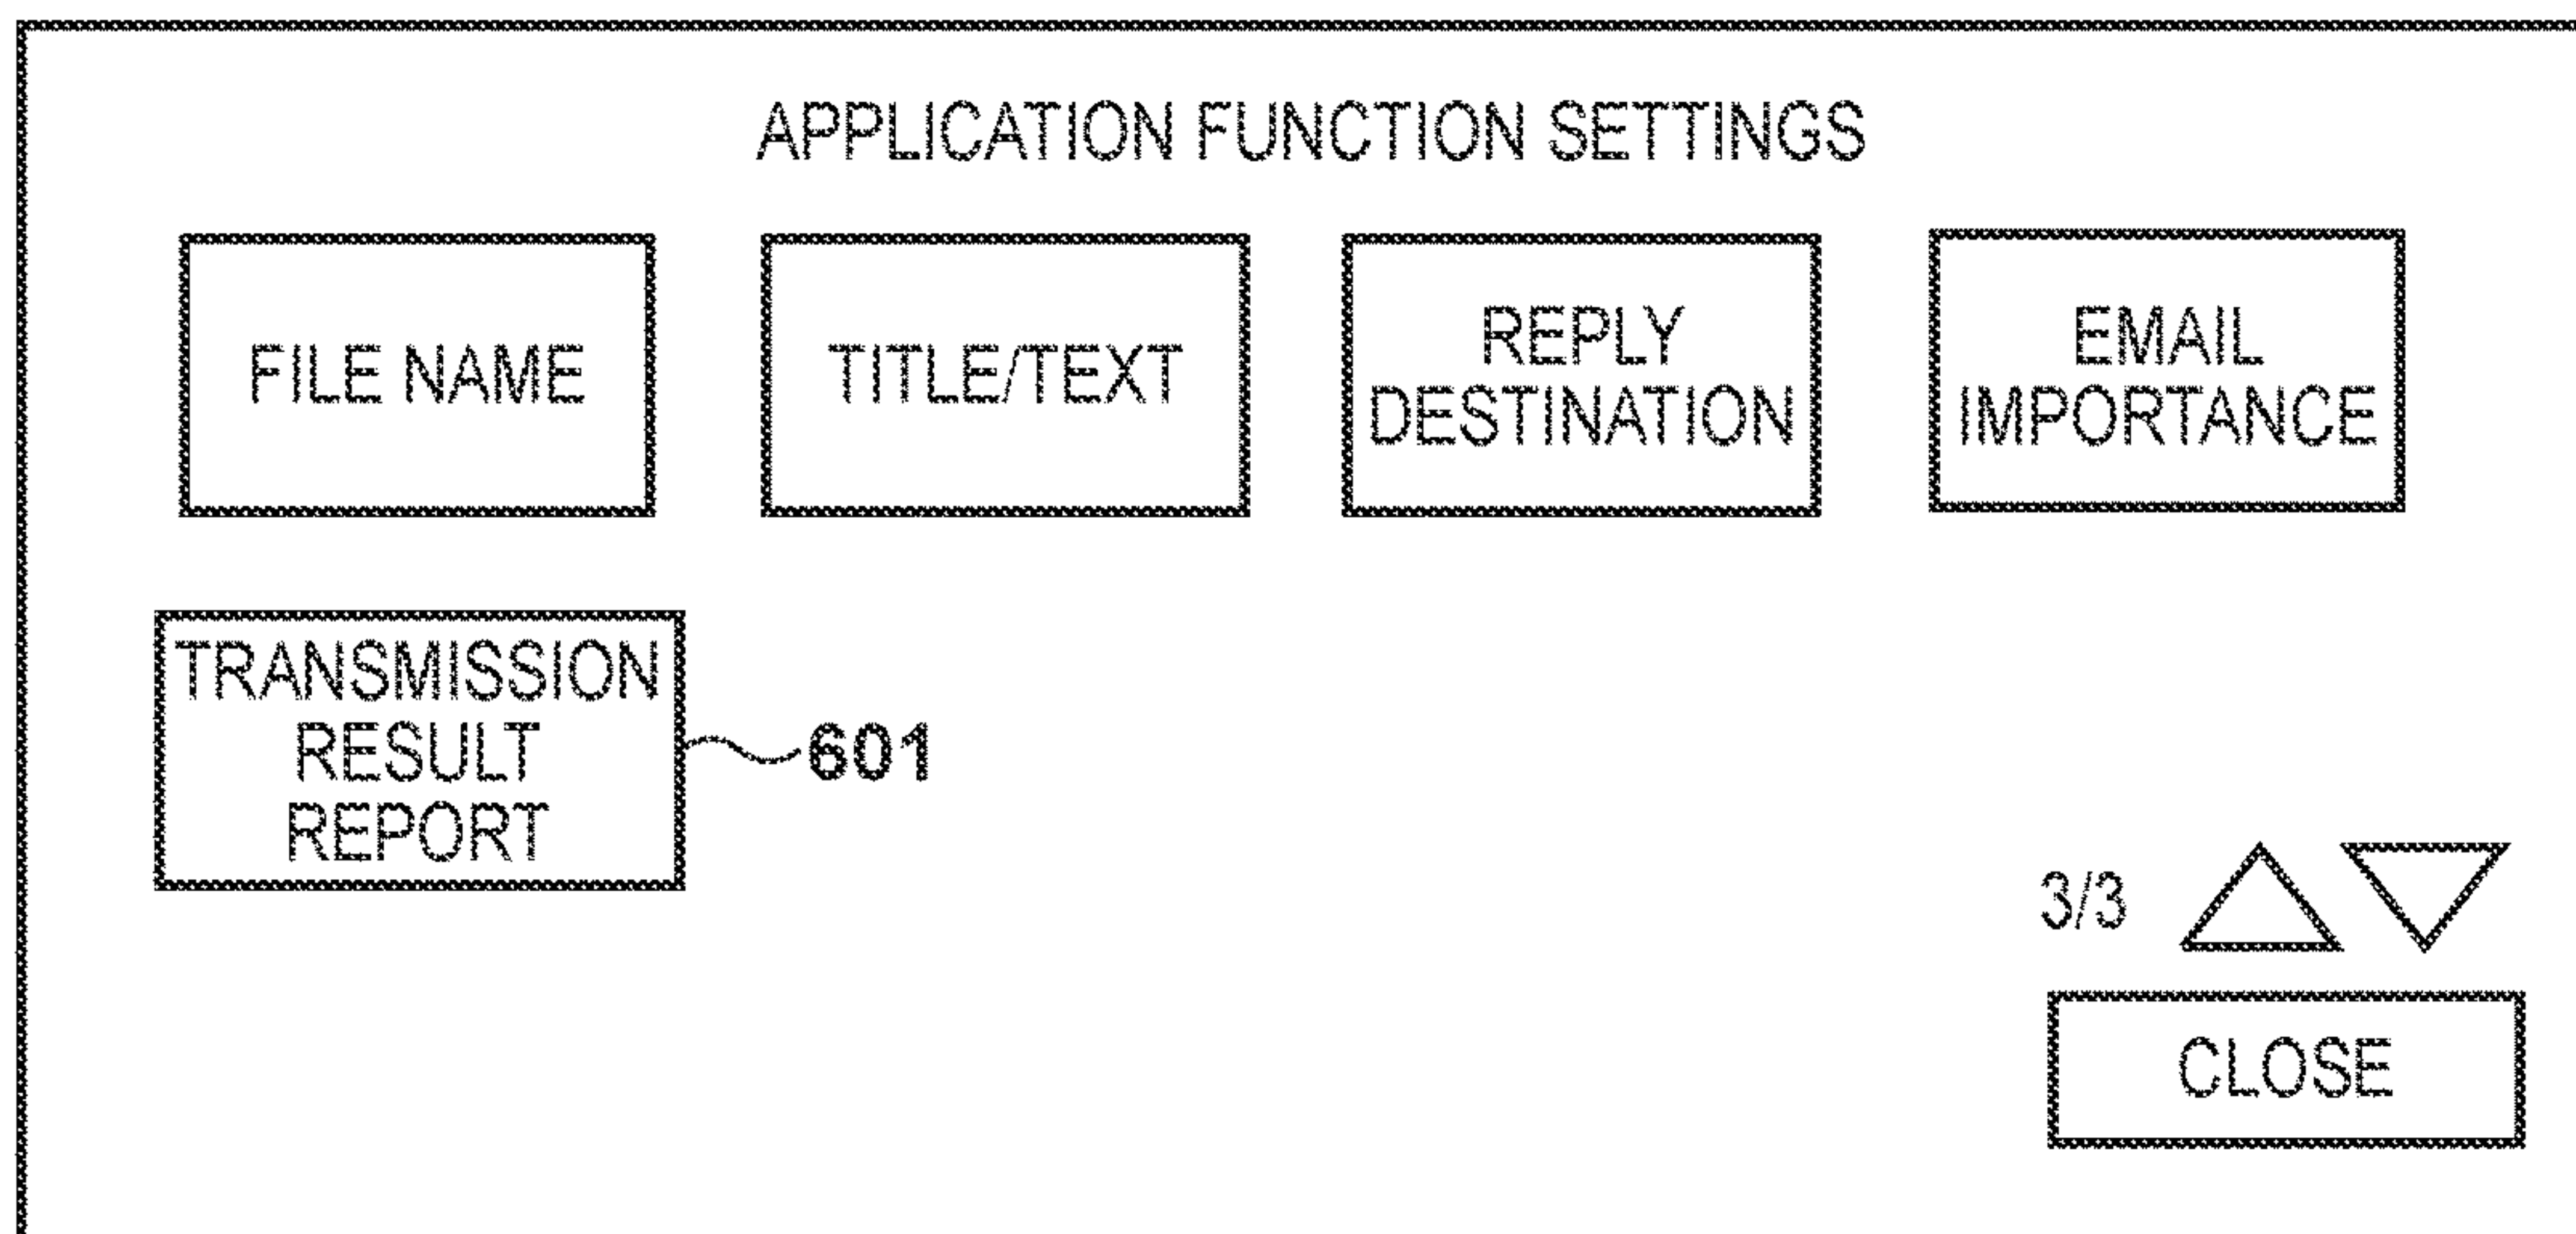 APPLICATION FUNCTION SETTINGS
FILE NAME
TITLE/TEXT
REPLY
DESTINATION
EMAIL
IMPORTANCE
TRANSMISSION
RESULT
REPORT
601
3/3
CLOSE